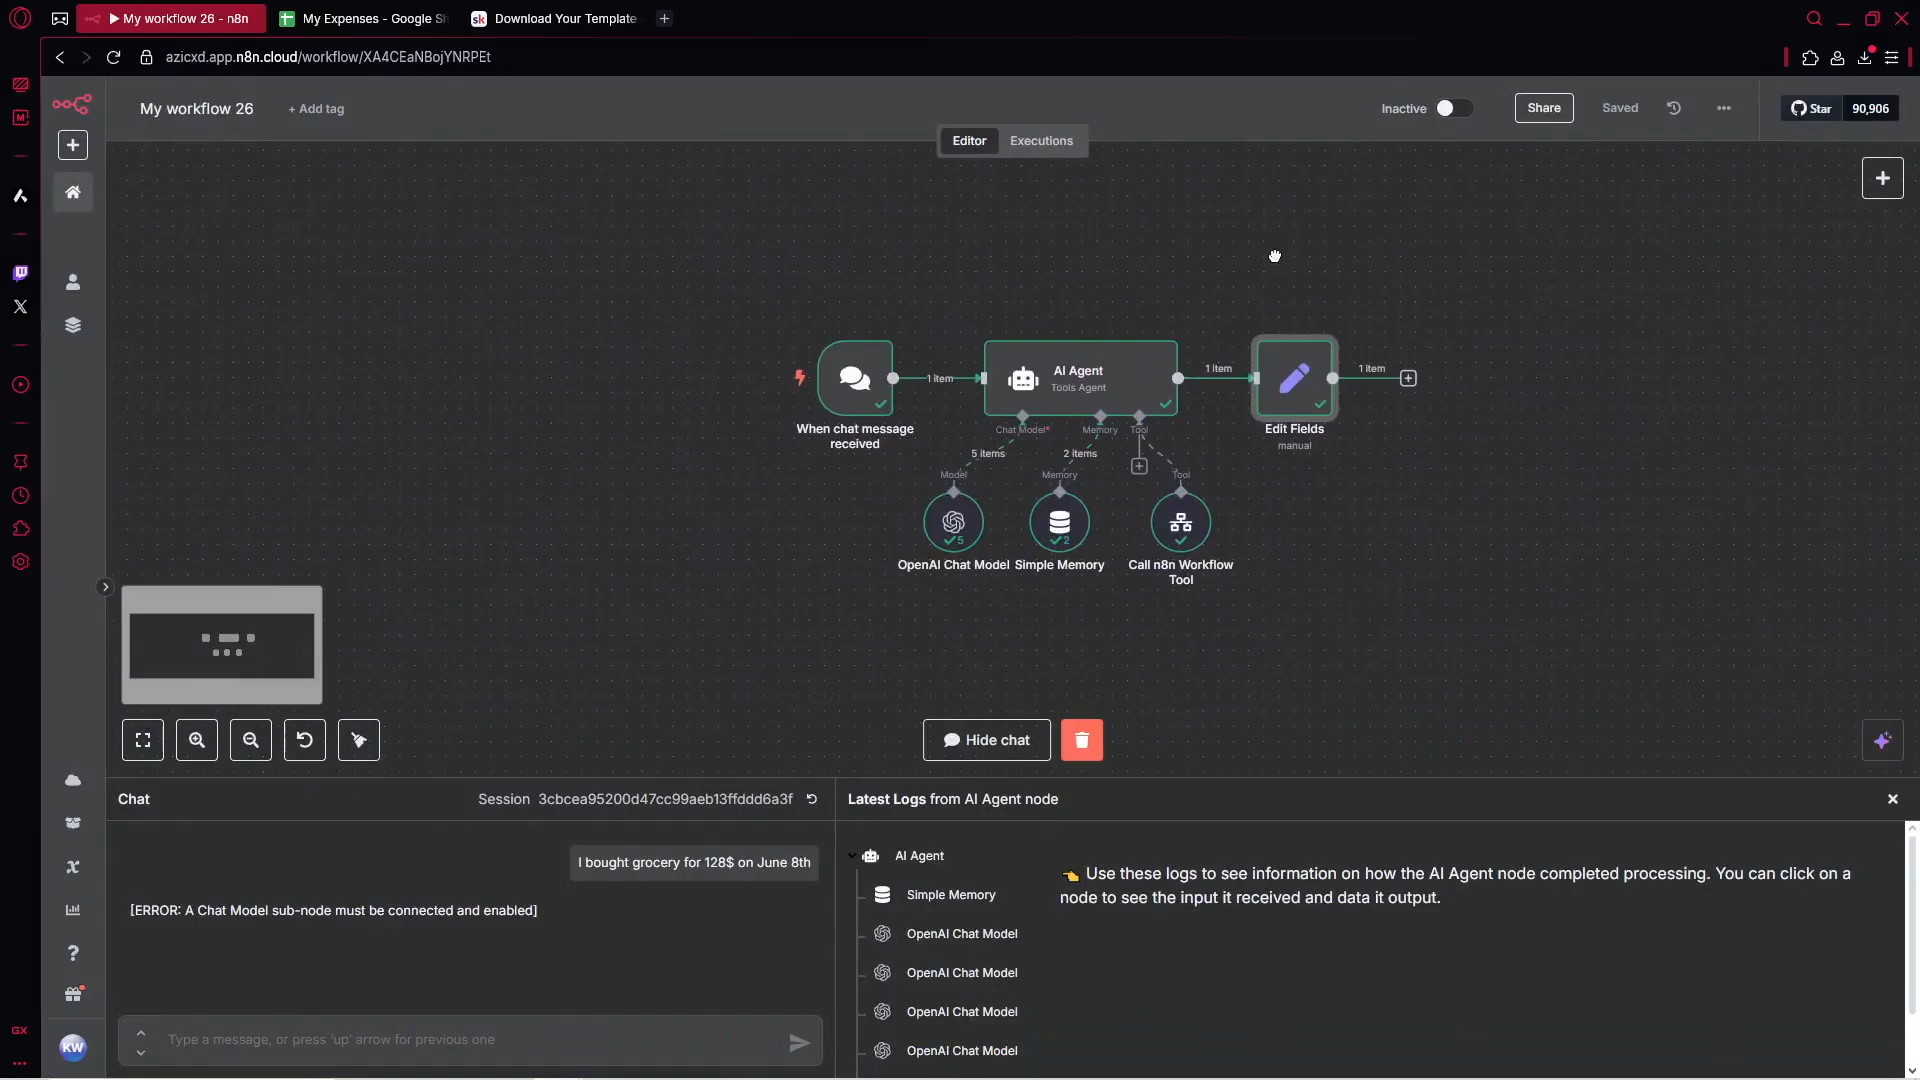 My workflow 26 - n8n
My Expenses - Google Sh
sk
Download Your Template
azicxd.app.n8n.cloud/workflow/XA4CEaNBojYNRPEt
My workflow 26
+ Add tag
Inactive
Share
Saved
Star
90,906
Editor
Executions
1 item
AI Agent
Tools Agent
1 item
1 item
When chat message
received
Chat Model*
Memory
Tool
Edit Fields
manual
5 items
2 items
Model
Memory
Tool
5
2
OpenAI Chat Model
Simple Memory
Call n8n Workflow
Tool
Hide chat
Chat
Session 3cbcea95200d47cc99aeb13ffddd6a3f
Latest Logs from AI Agent node
I bought grocery for 128$ on June 8th
[ERROR: A Chat Model sub-node must be connected and enabled]
Type a message, or press 'up' arrow for previous one
AI Agent
Simple Memory
OpenAI Chat Model
OpenAI Chat Model
OpenAI Chat Model
OpenAI Chat Model
Use these logs to see information on how the AI Agent node completed processing. You can click on a
node to see the input it received and data it output.
GX
KW